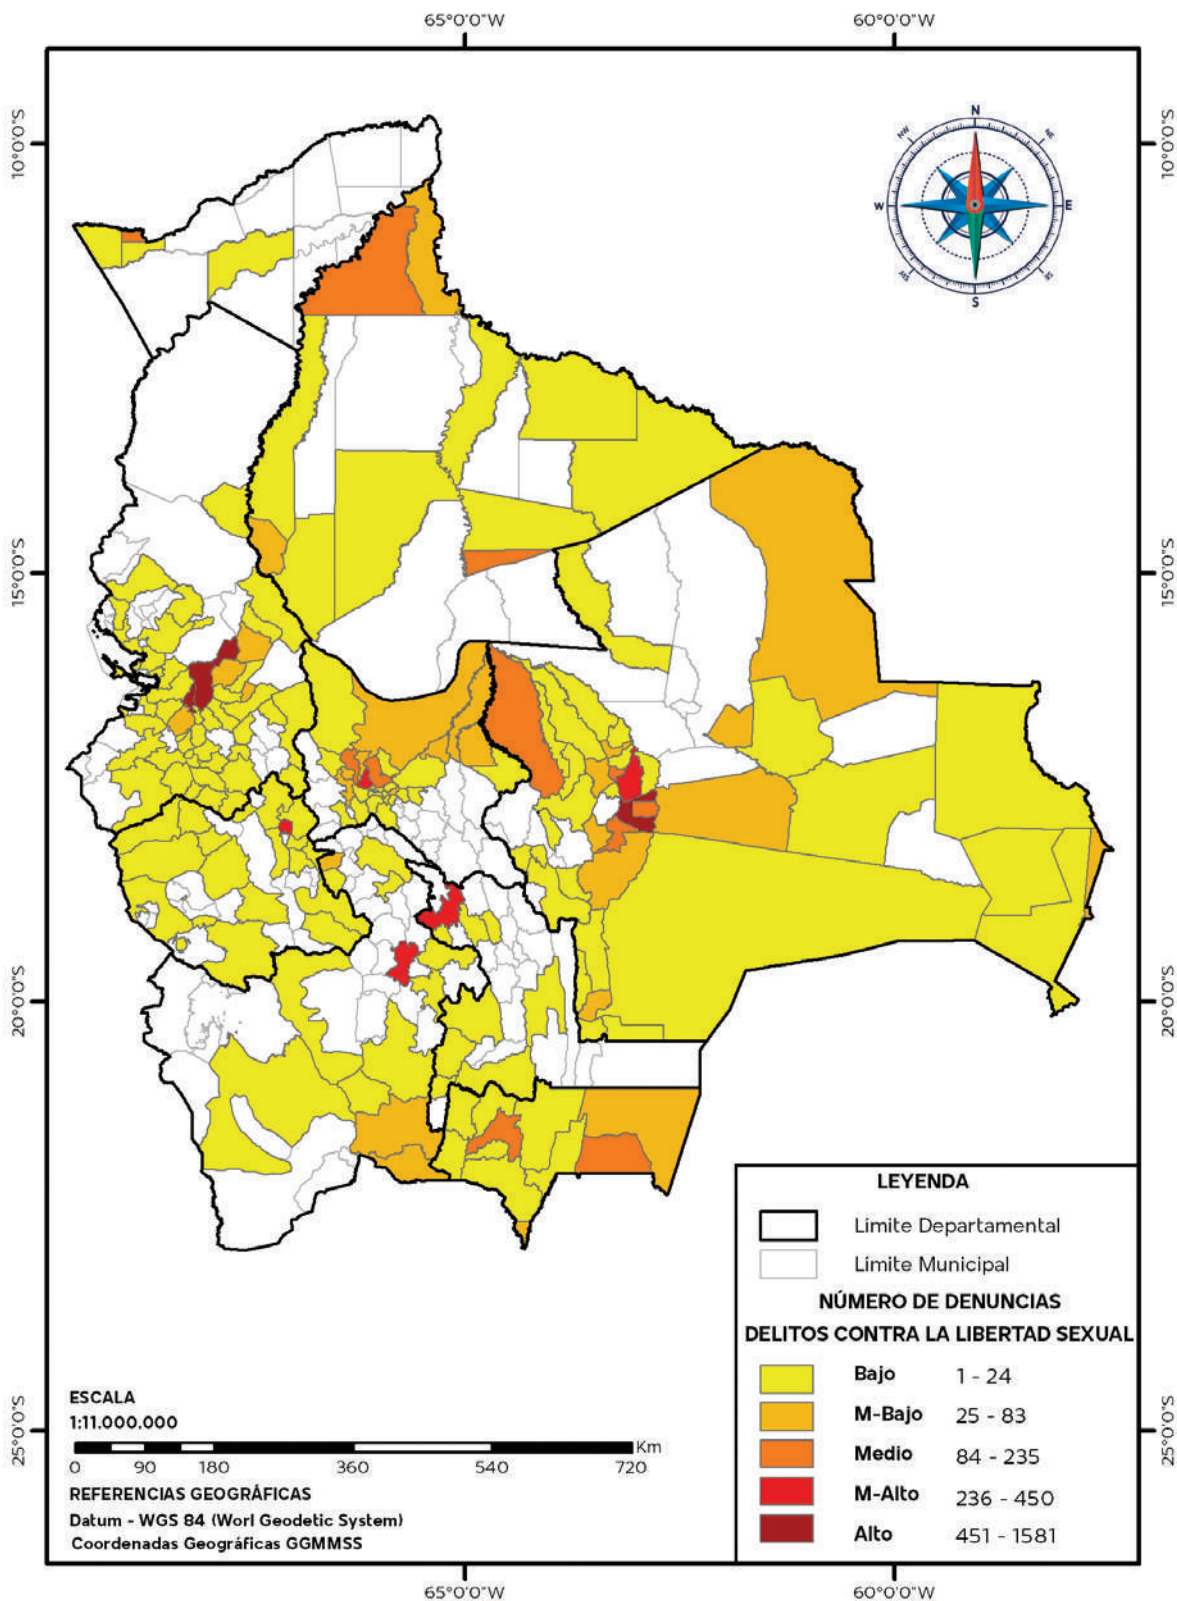 65°0'0"W 60°0'0"W
10°0'0"S 10°0'0"S
N
NW NE
W E
S
15°0'0"S 15°0'0"S
20°0'0"S 20°0'0"S
LEYENDA
Límite Departamental
Límite Municipal
NÚMERO DE DENUNCIAS
DELITOS CONTRA LA LIBERTAD SEXUAL
Bajo 1 - 24
M-Bajo 25 - 83
Medio 84 - 235
M-Alto 236 - 450
Alto 451 - 1581
ESCALA
1:11.000.000
Km
0 90 180 360 540 720
REFERENCIAS GEOGRÁFICAS
Datum - WGS 84 (Worl Geodetic System)
Coordenadas Geográficas GGMMSS
25°0'0"S 25°0'0"S
65°0'0"W 60°0'0"W